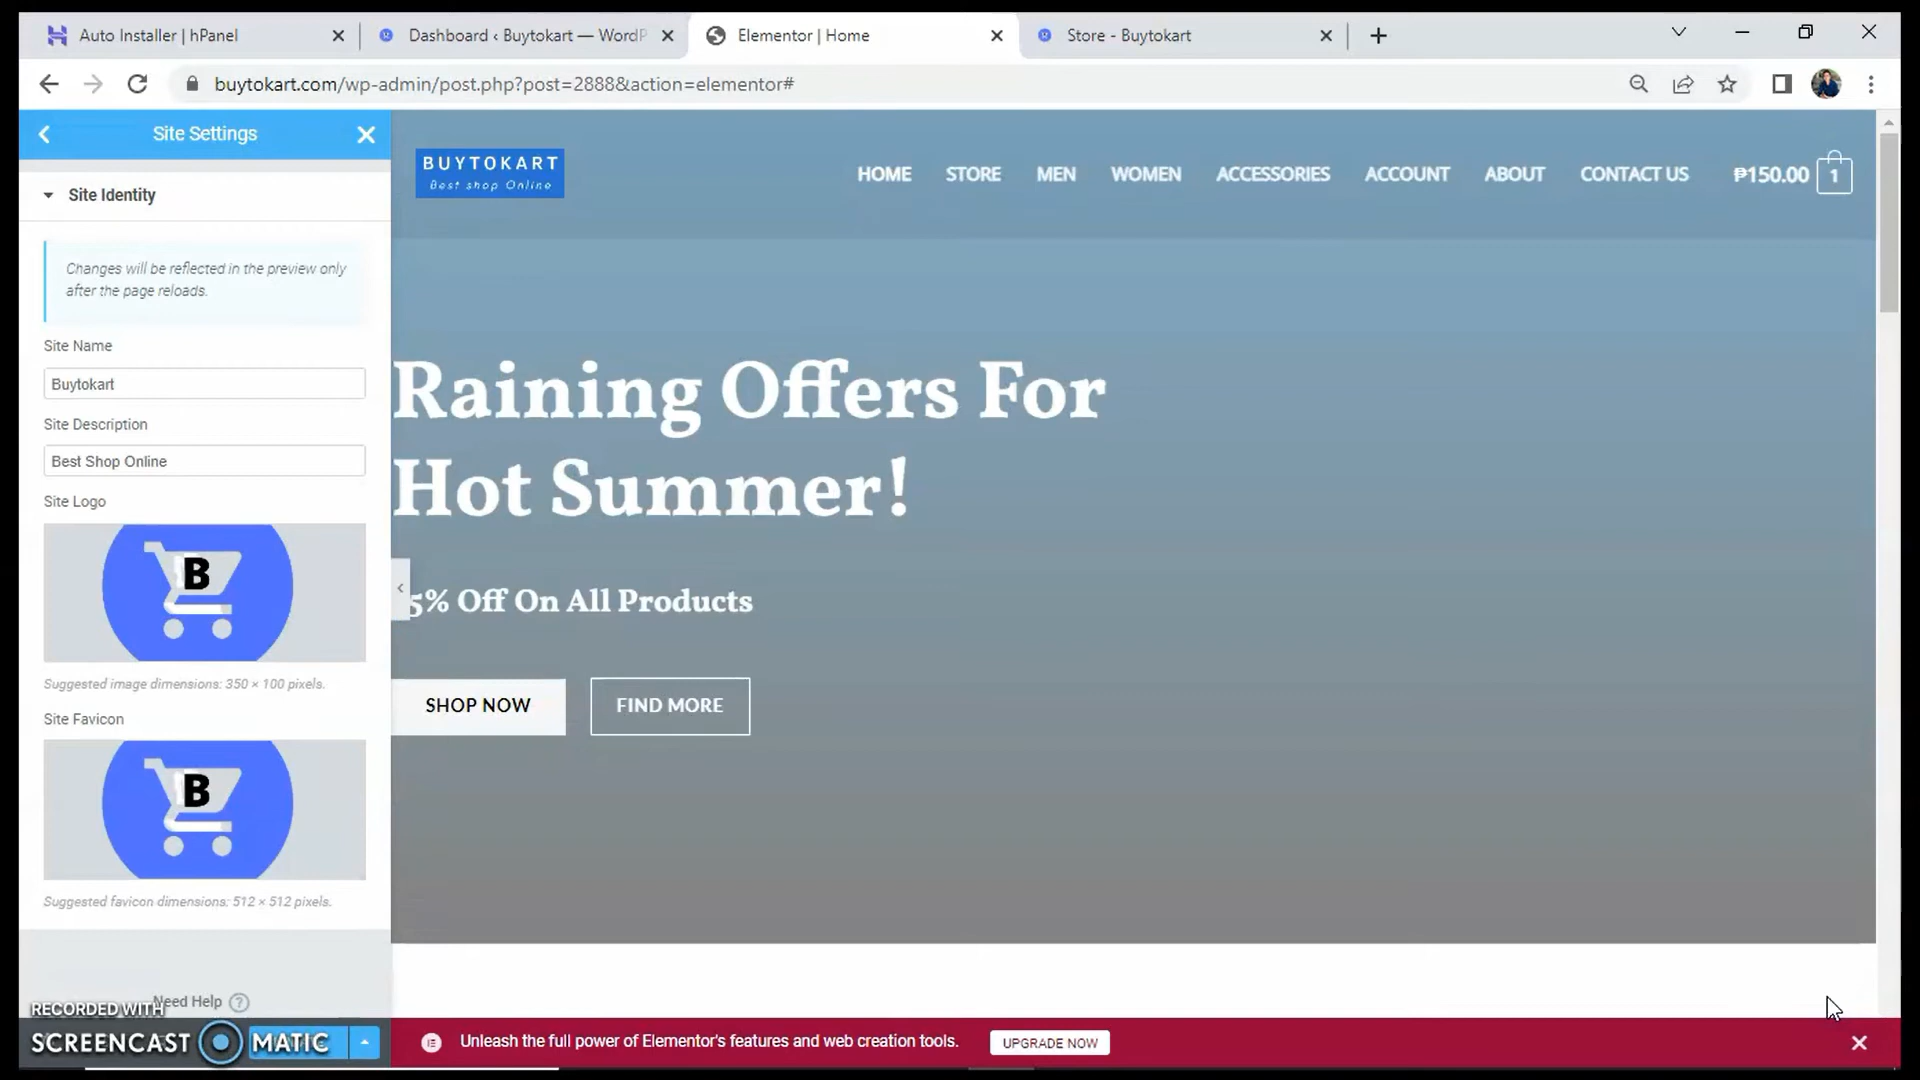 Auto Installer | hPanel
Dashboard ‹ Buytokart — WordP
Elementor | Home
Store - Buytokart
buytokart.com/wp-admin/post.php?post=2888&action=elementor#
Site Settings
Site Identity
Changes will be reflected in the preview only
after the page reloads.
Site Name
Buytokart
Site Description
Best Shop Online
Site Logo
B
Suggested image dimensions: 350 × 100 pixels.
Site Favicon
B
Suggested favicon dimensions: 512 × 512 pixels.
Need Help ?
BUYTOKART
Best shop Online
HOME STORE MEN WOMEN ACCESSORIES ACCOUNT ABOUT CONTACT US ₱150.00 1
Raining Offers For
Hot Summer!
5% Off On All Products
SHOP NOW FIND MORE
RECORDED WITH
SCREENCAST MATIC
Unleash the full power of Elementor's features and web creation tools. UPGRADE NOW